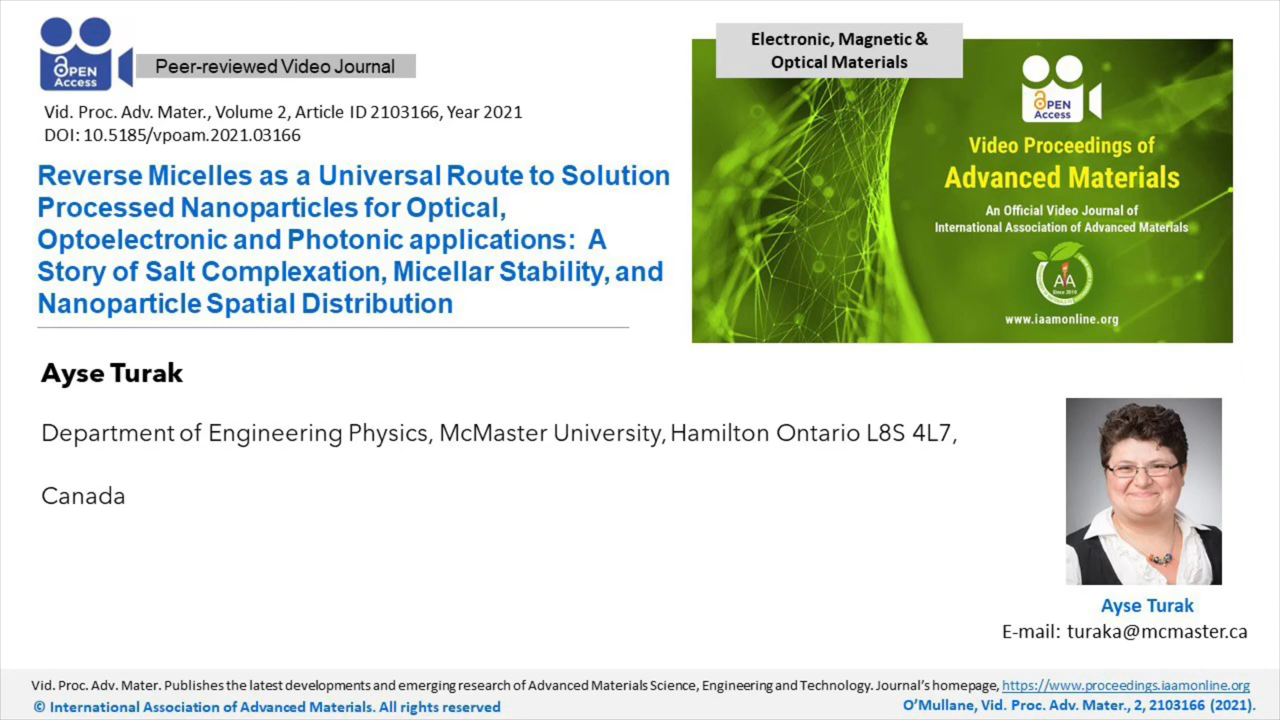 OPEN
Access
Peer-reviewed Video Journal
Vid. Proc. Adv. Mater., Volume 2, Article ID 2103166, Year 2021
DOI: 10.5185/vpoam.2021.03166
Reverse Micelles as a Universal Route to Solution
Processed Nanoparticles for Optical,
Optoelectronic and Photonic applications: A
Story of Salt Complexation, Micellar Stability, and
Nanoparticle Spatial Distribution
Electronic, Magnetic &
Optical Materials
OPEN
Access
Video Proceedings of
Advanced Materials
An Official Video Journal of
International Association of Advanced Materials
www.iaamonline.org
Ayse Turak
Department of Engineering Physics, McMaster University, Hamilton Ontario L8S 4L7,
Canada
Ayse Turak
E-mail: turaka@mcmaster.ca
Vid. Proc. Adv. Mater. Publishes the latest developments and emerging research of Advanced Materials Science, Engineering and Technology. Journal's homepage, https://www.proceedings.iaamonline.org
© International Association of Advanced Materials. All rights reserved
O'Mullane, Vid. Proc. Adv. Mater., 2, 2103166 (2021).